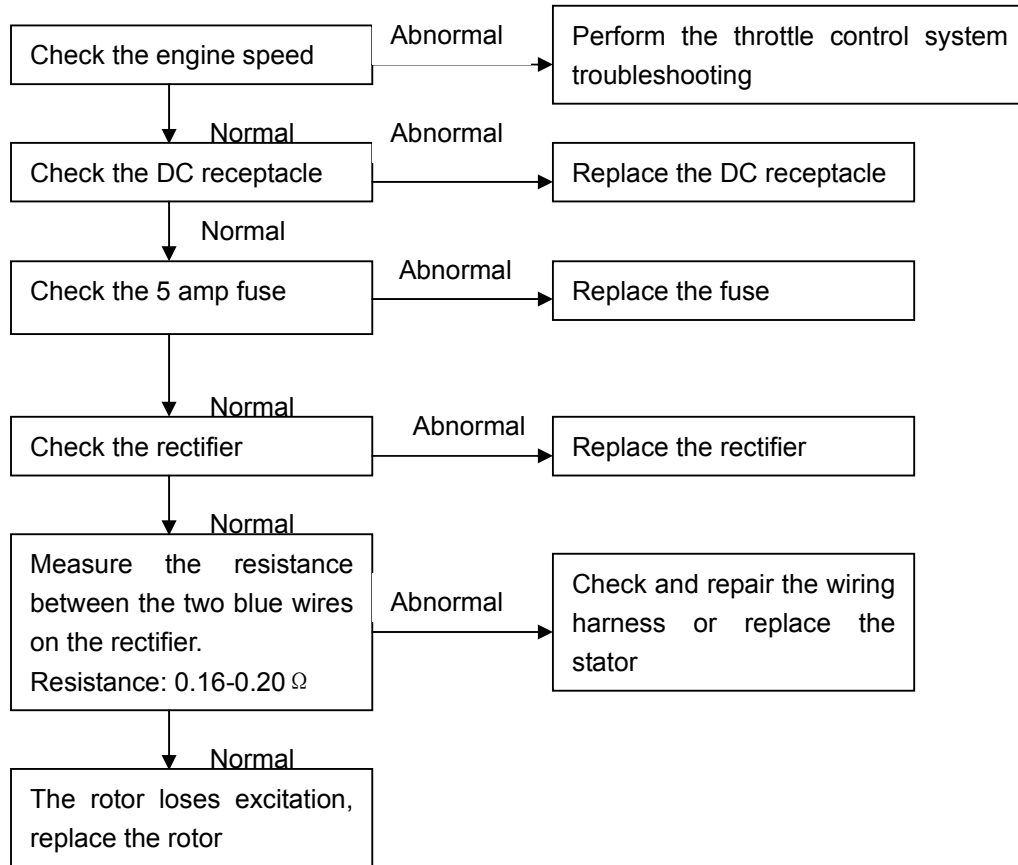 Check the engine speed
Abnormal
Perform the throttle control system
troubleshooting
Normal
Check the DC receptacle
Abnormal
Replace the DC receptacle
Normal
Check the 5 amp fuse
Abnormal
Replace the fuse
Normal
Check the rectifier
Abnormal
Replace the rectifier
Normal
Measure the resistance
between the two blue wires
on the rectifier.
Resistance: 0.16-0.20 Ω
Abnormal
Check and repair the wiring
harness or replace the
stator
Normal
The rotor loses excitation,
replace the rotor